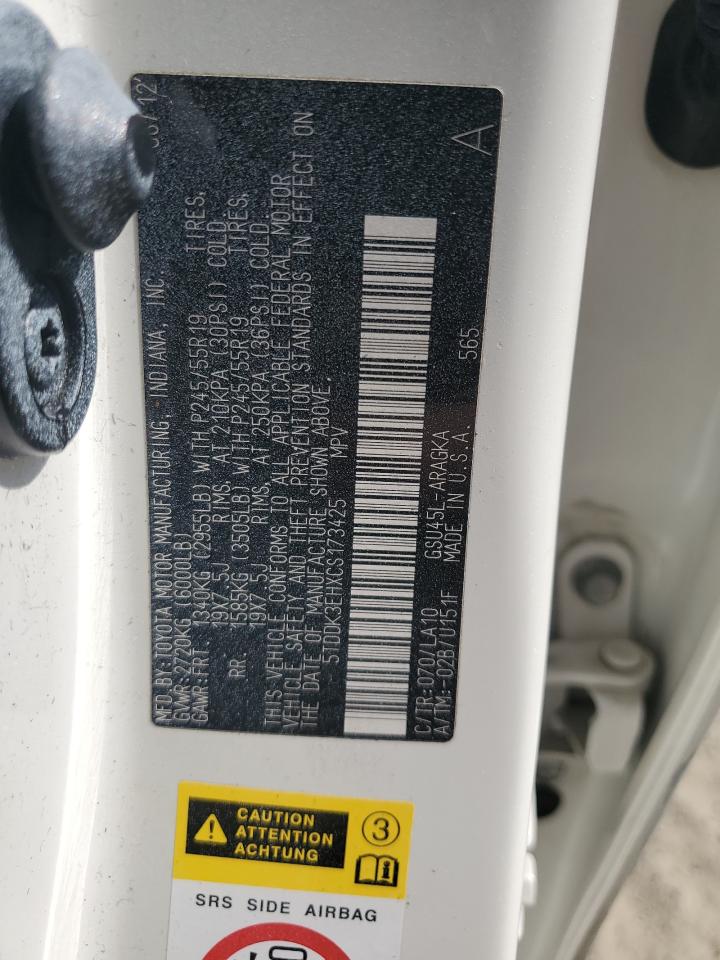 MFD.BY:TOYOTA MOTOR MANUFACTURING, INDIANA, INC. /12
GVWR:2720KG (6000LB)
GAWR:FRT 1340KG (2955LB) WITH P245/55R19 TIRES,
19X7.5J RIMS, AT 210KPA (30PSI) COLD
RR. 1585KG (3505LB) WITH P245/55R19 TIRES,
19X7.5J RIMS, AT 250KPA (36PSI) COLD
THIS VEHICLE CONFORMS TO ALL APPLICABLE FEDERAL MOTOR
VEHICLE SAFETY AND THEFT PREVENTION STANDARDS IN EFFECT ON
THE DATE OF MANUFACTURE SHOWN ABOVE.
5TDDK3EHXCS173425 MPV
C/TR:070/LA10 GSU45L-ARAGKA
A/TM:-02B/U151F MADE IN U.S.A. 565 A
CAUTION
ATTENTION
ACHTUNG
3
SRS SIDE AIRBAG